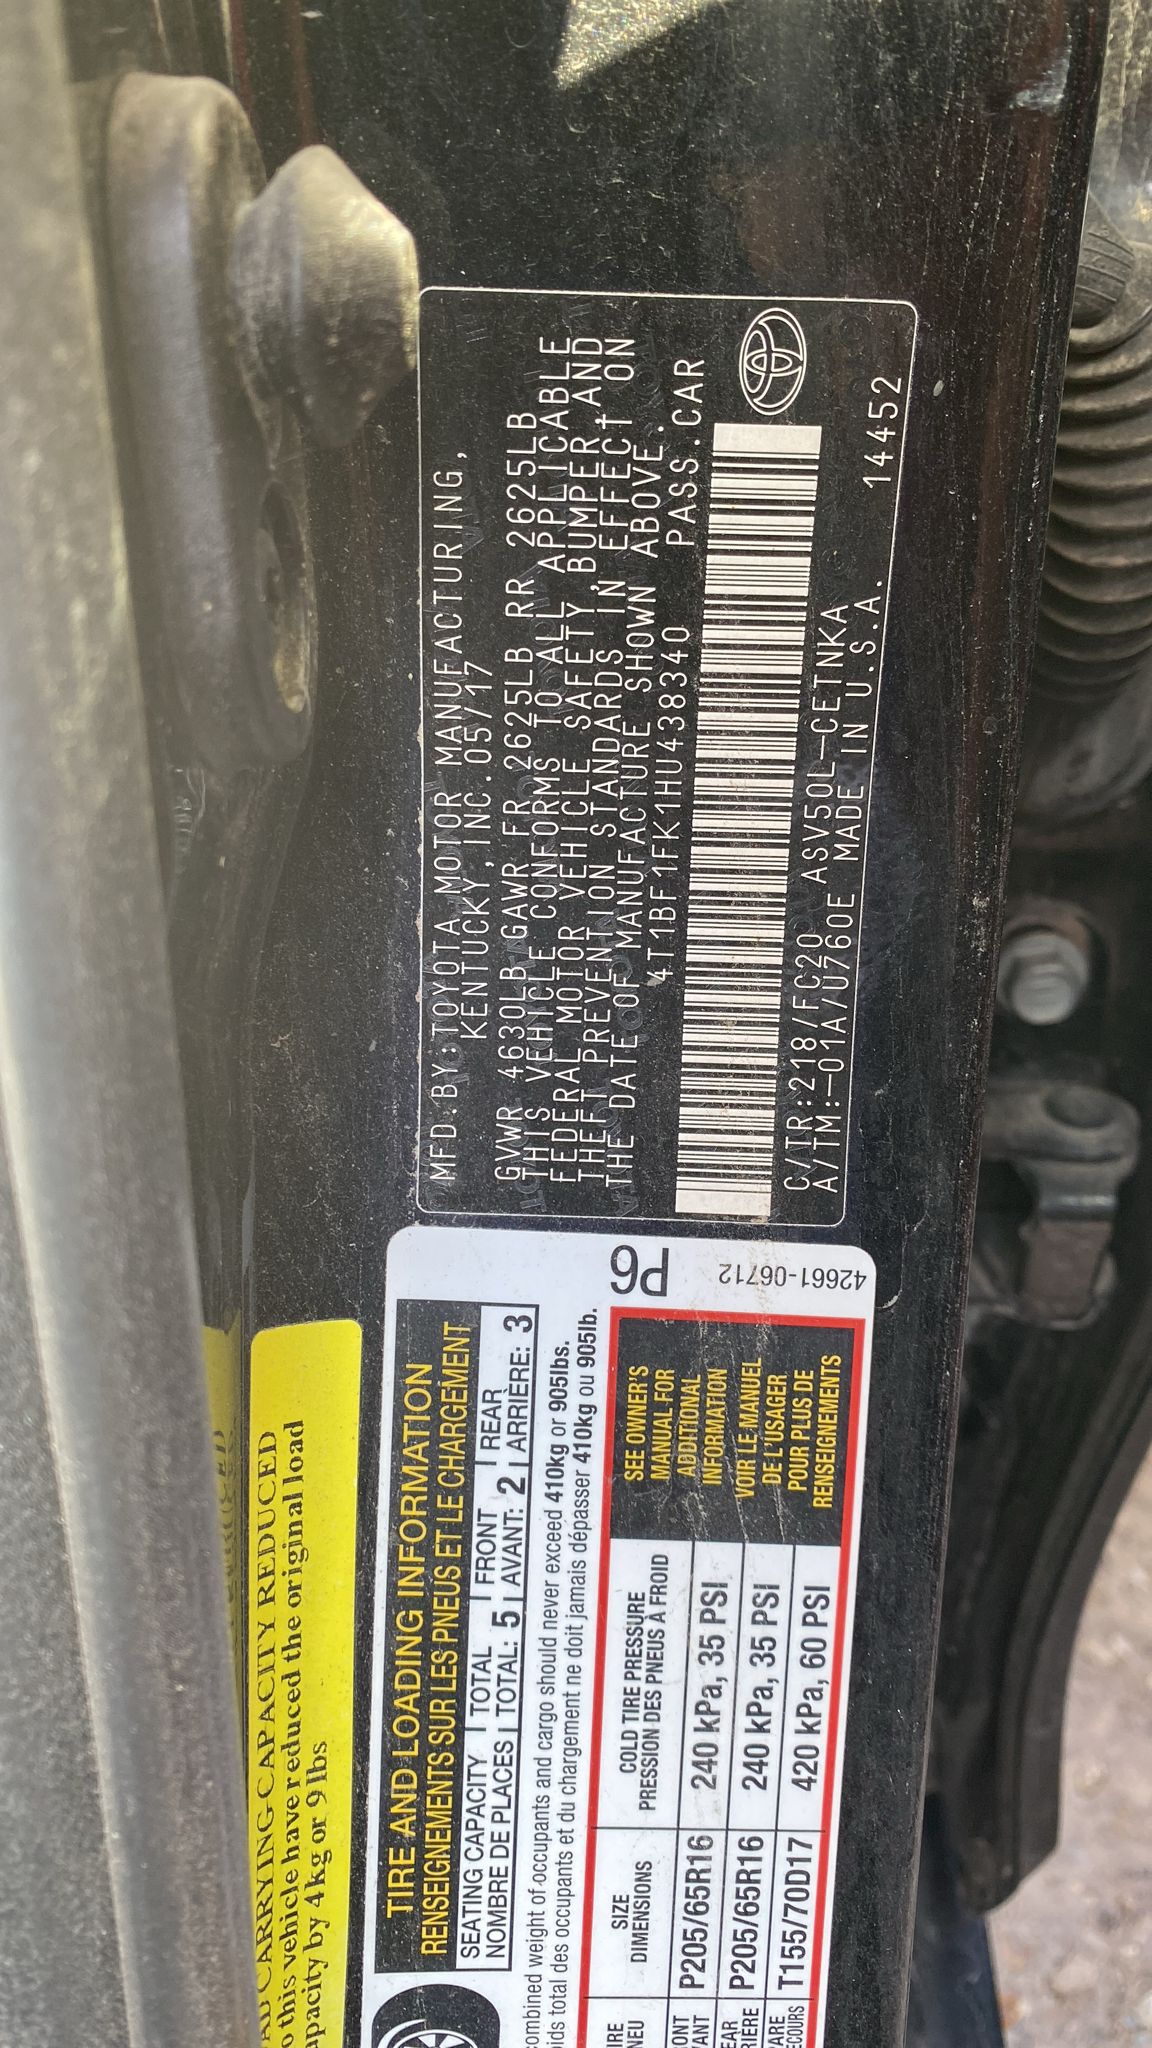 MFD.BY:TOYOTA MOTOR MANUFACTURING,
KENTUCKY, INC.05/17
GVWR 4630LB GAWR FR 2625LB RR 2625LB
THIS VEHICLE CONFORMS TO ALL APPLICABLE
FEDERAL MOTOR VEHICLE SAFETY, BUMPER, AND
THEFT PREVENTION STANDARDS IN EFFECT ON
THE DATE OF MANUFACTURE SHOWN ABOVE.
4T1BF1FK1HU438340 PASS.CAR
C/TR:218/FC20 ASV50L-CETNKA
A/TM:-01A/U760E MADE IN U.S.A. 14452
P6
42661-06712
TIRE AND LOADING INFORMATION
RENSEIGNEMENTS SUR LES PNEUS ET LE CHARGEMENT
SEATING CAPACITY TOTAL FRONT REAR
NOMBRE DE PLACES TOTAL: 5 AVANT: 2 ARRIÈRE: 3
combined weight of occupants and cargo should never exceed 410kg or 905lbs.
total des occupants et du chargement ne doit jamais dépasser 410kg ou 905lb.
SIZE
DIMENSIONS
COLD TIRE PRESSURE
PRESSION DES PNEUS À FROID
SEE OWNER'S
MANUAL FOR
ADDITIONAL
INFORMATION
VOIR LE MANUEL
DE L'USAGER
POUR PLUS DE
RENSEIGNEMENTS
P205/65R16 240 kPa, 35 PSI
P205/65R16 240 kPa, 35 PSI
T155/70D17 420 kPa, 60 PSI
CARRYING CAPACITY REDUCED
this vehicle have reduced the original load
by 4kg or 9 lbs